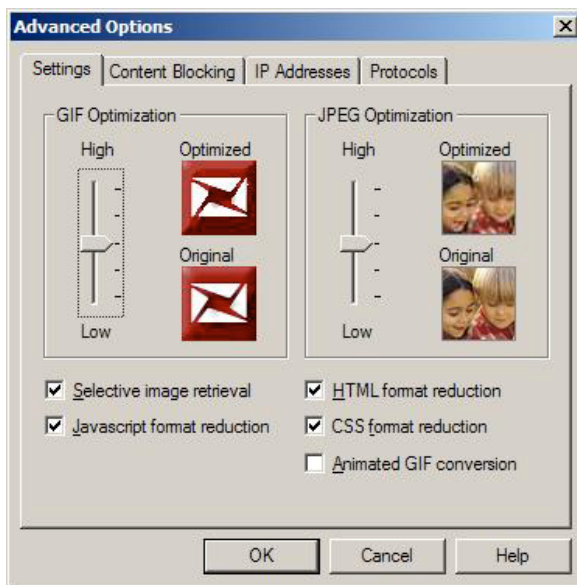 Advanced Options
Settings
Content Blocking
IP Addresses
Protocols
GIF Optimization
High
Optimized
Original
Low
JPEG Optimization
High
Optimized
Original
Low
Selective image retrieval
Javascript format reduction
HTML format reduction
CSS format reduction
Animated GIF conversion
OK
Cancel
Help